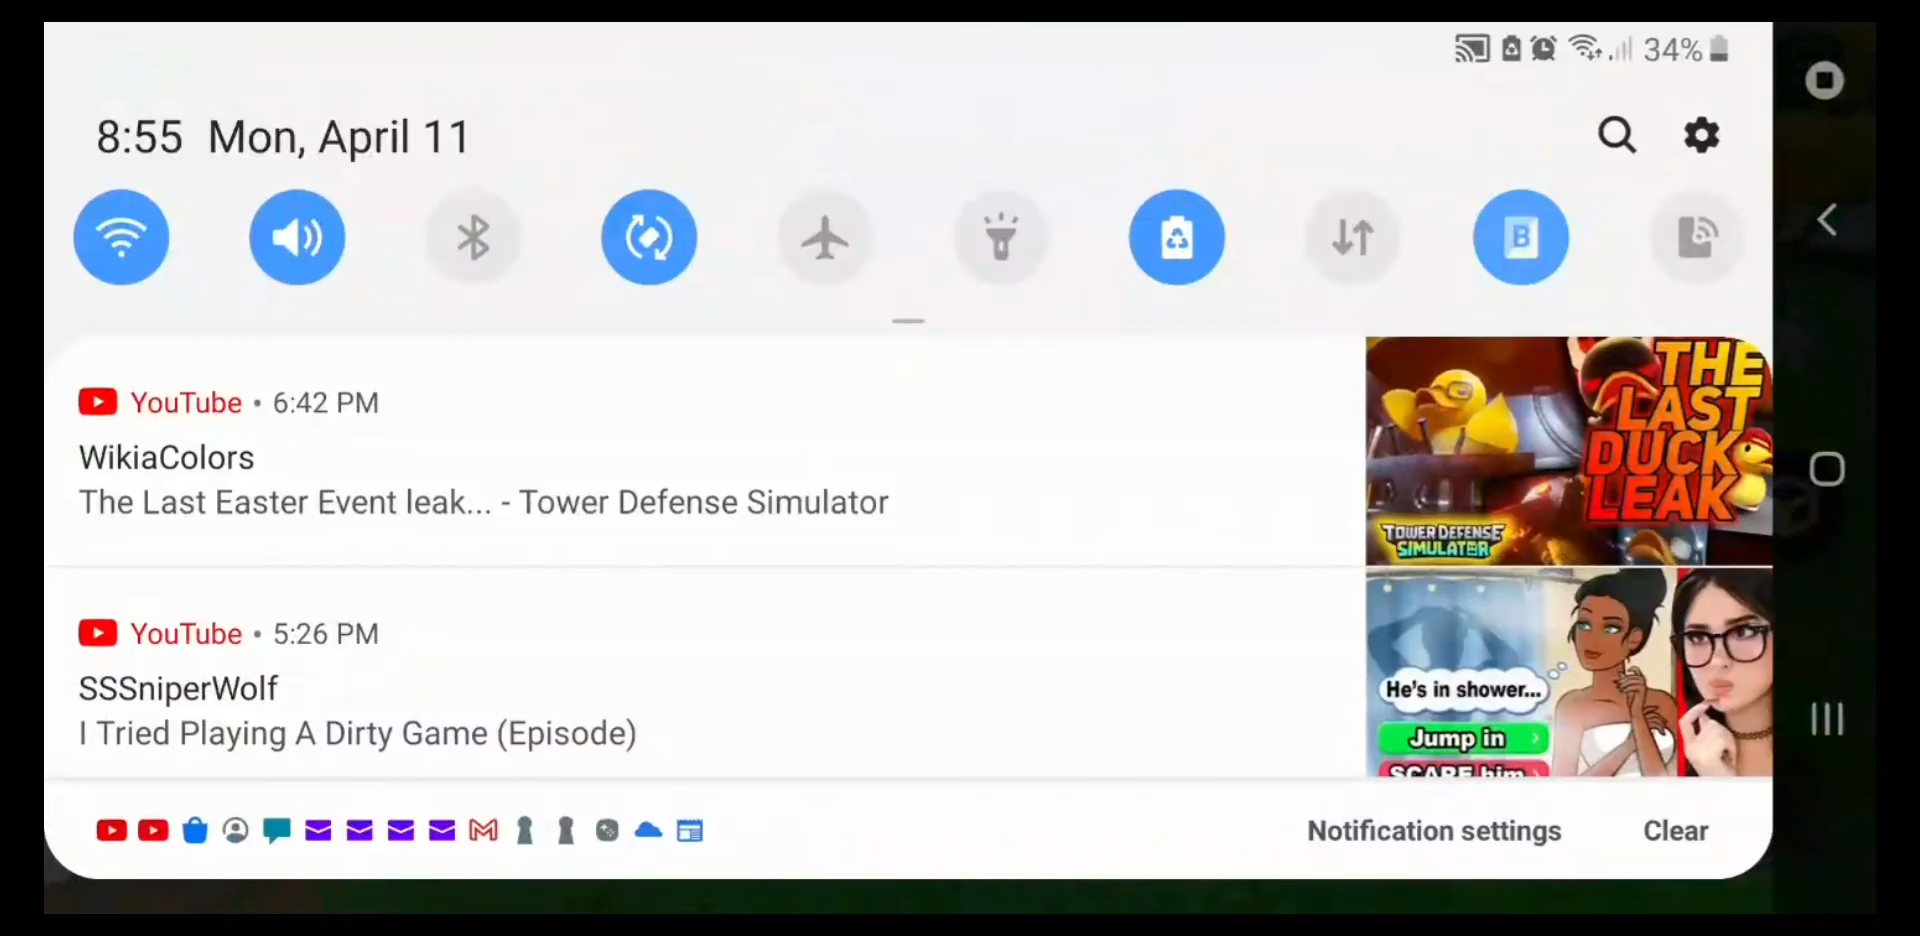 34%
8:55 Mon, April 11
B
YouTube • 6:42 PM
WikiaColors
The Last Easter Event leak... - Tower Defense Simulator
THE
LAST
DUCK
LEAK
TOWER DEFENSE
SIMULATOR
YouTube • 5:26 PM
SSSniperWolf
I Tried Playing A Dirty Game (Episode)
He's in shower...
Jump in
SCARE him
Notification settings
Clear